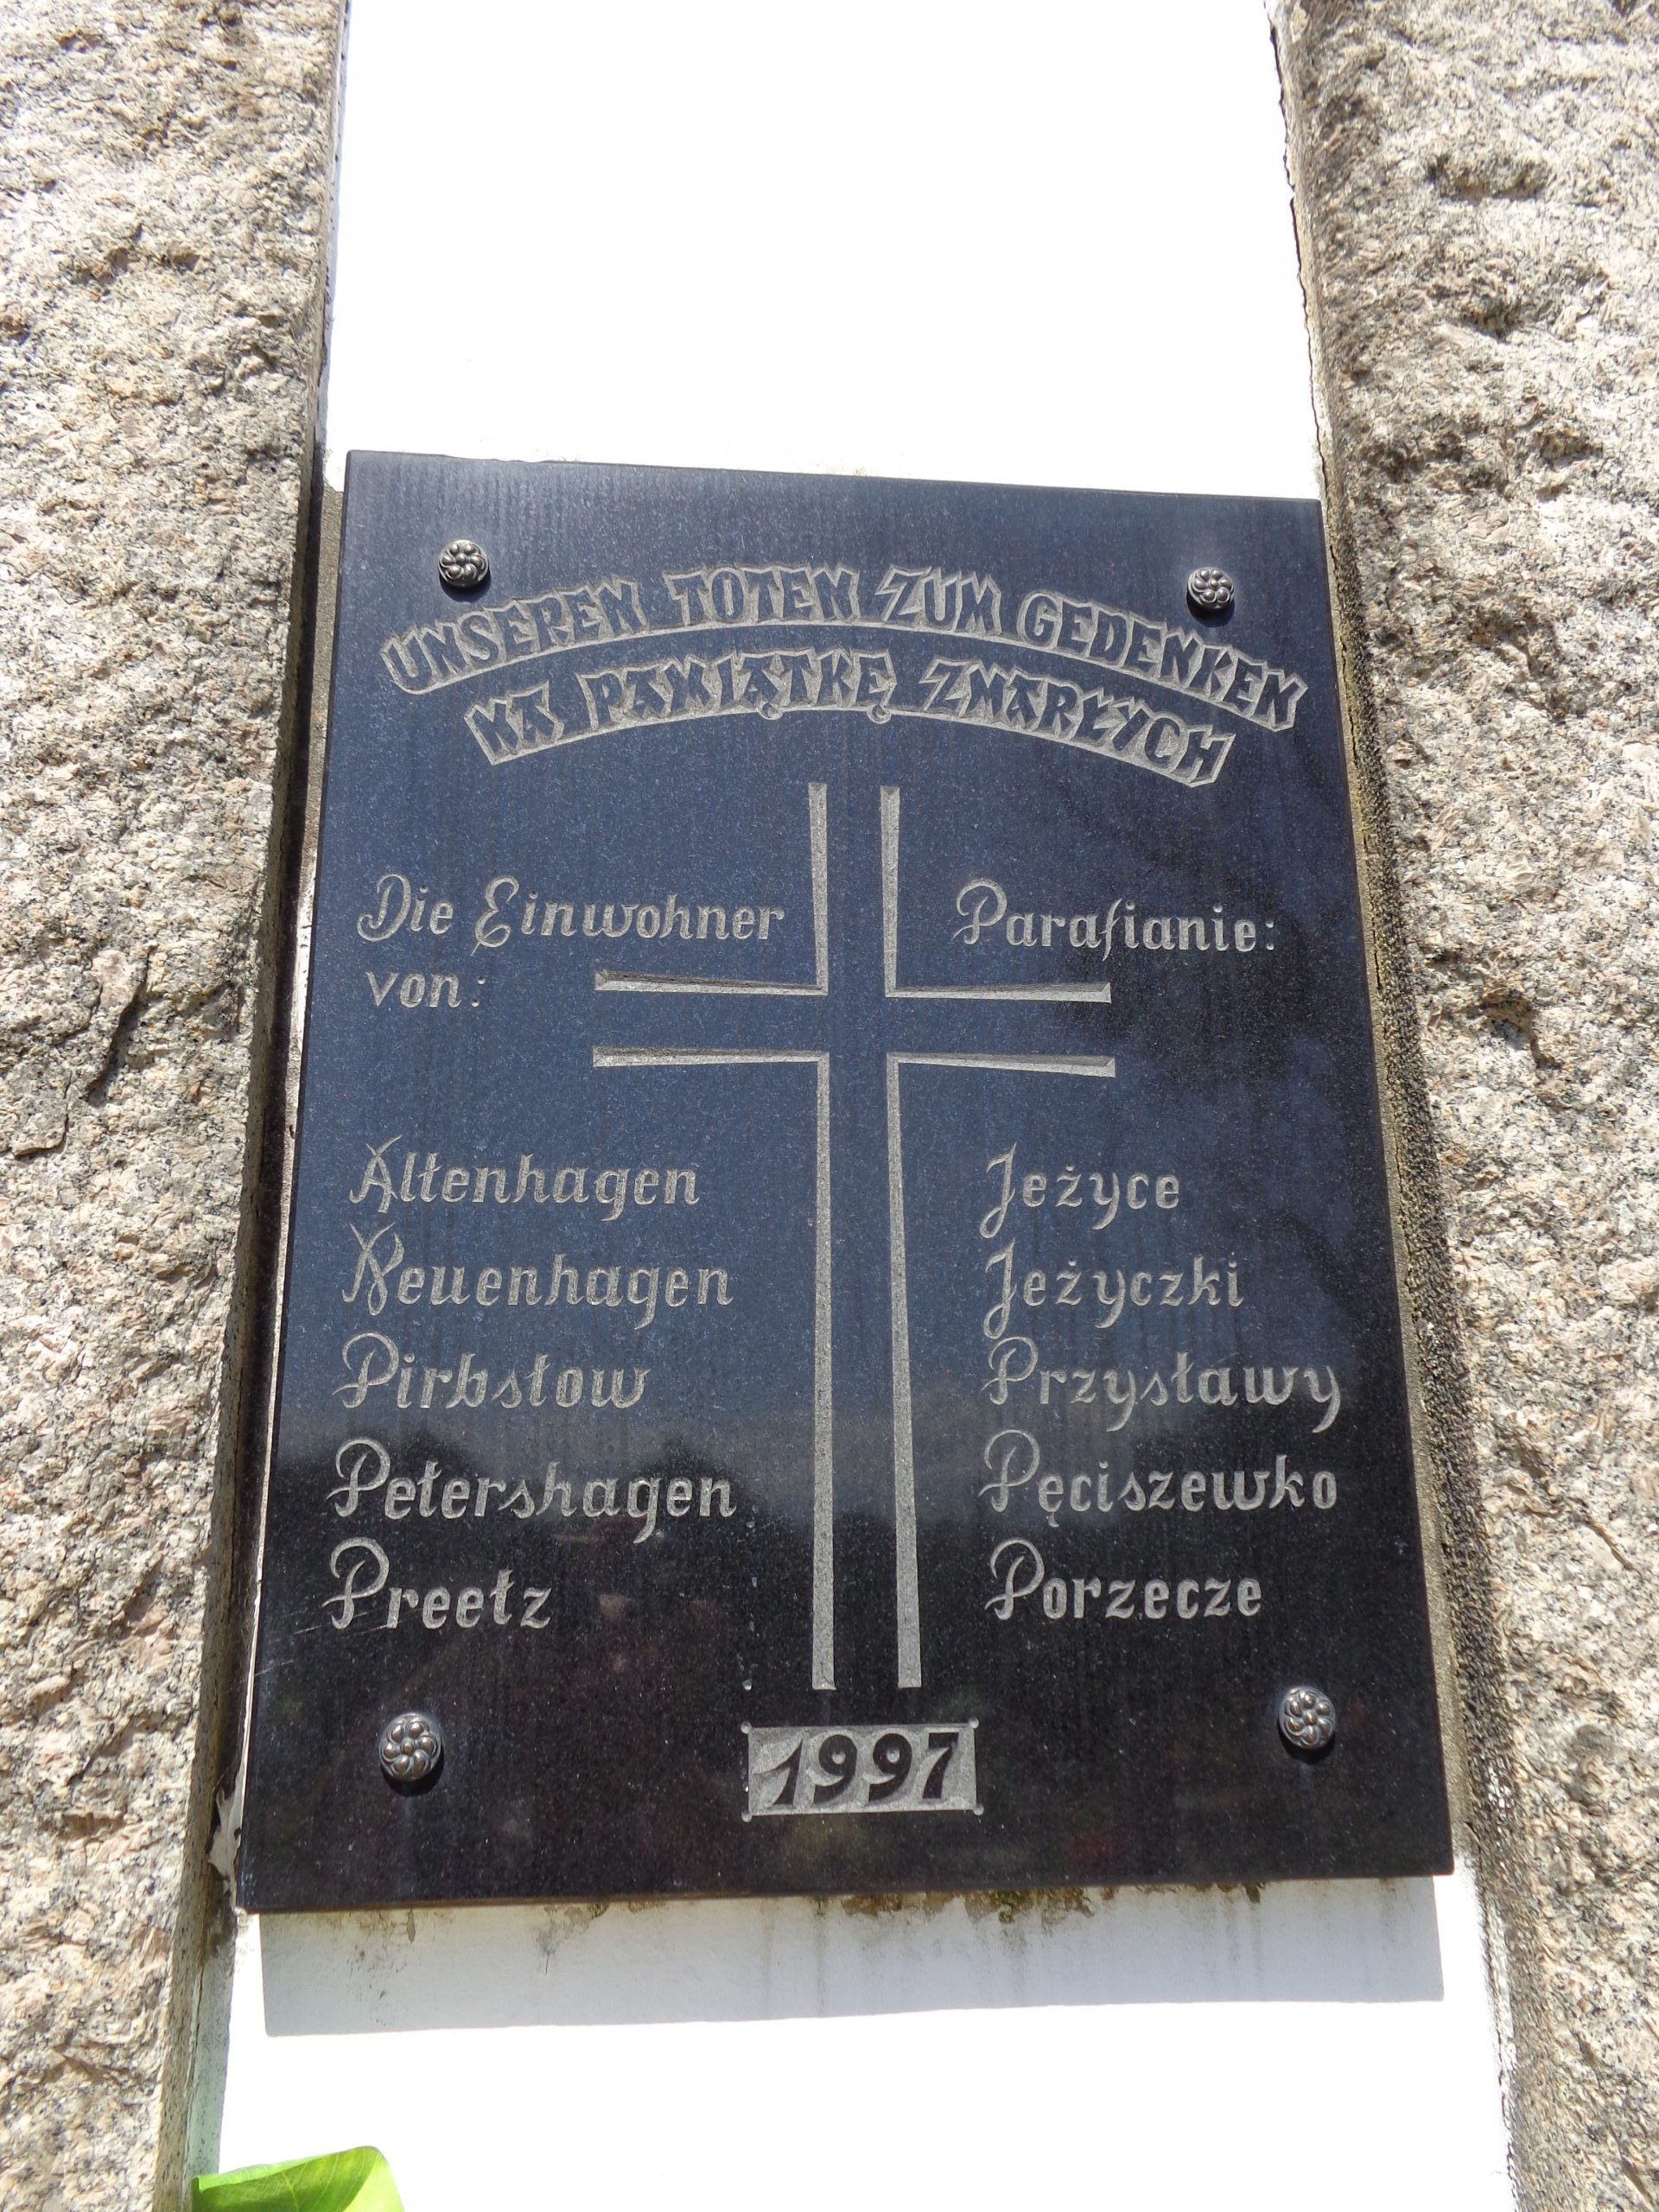 UNSEREN TOTEN ZUM GEDENKEN
NA PAMIĄTKĘ ZMARŁYCH
Die Einwohner
von:
Parafianie:
Altenhagen
Neuenhagen
Pirbstow
Petershagen
Preetz
Jeżyce
Jeżyczki
Przystawy
Pęciszewko
Porzecze
1997